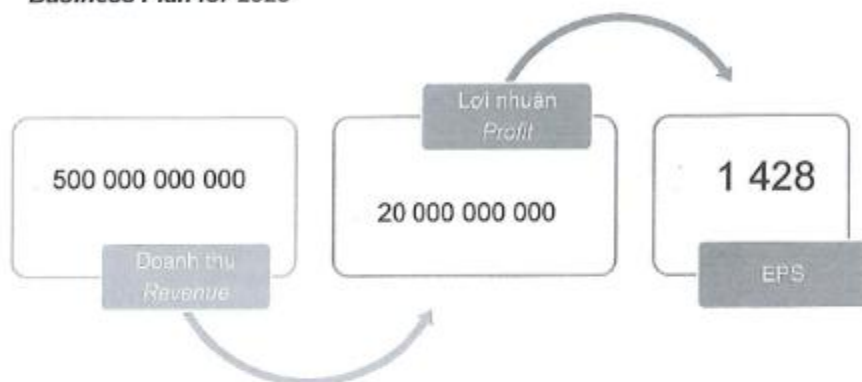 500 000 000 000
Doanh thu
Revenue
Lợi nhuận
Profit
20 000 000 000
1 428
EPS